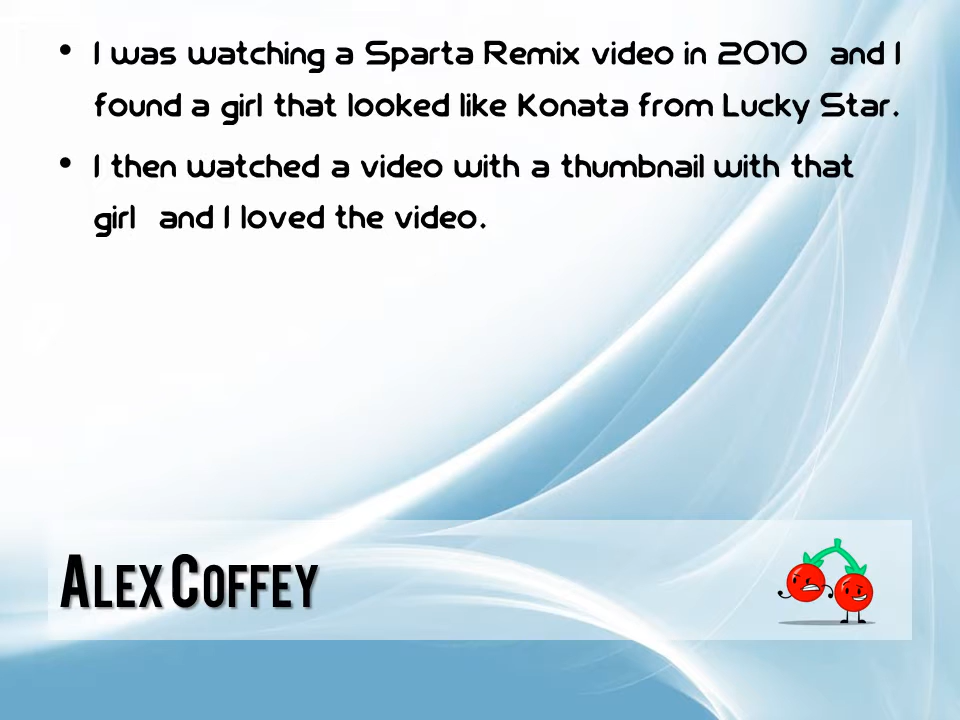 • I was watching a Sparta Remix video in 2010 and I
found a girl that looked like Konata from Lucky Star.
• I then watched a video with a thumbnail with that
girl and I loved the video.
ALEX COFFEY